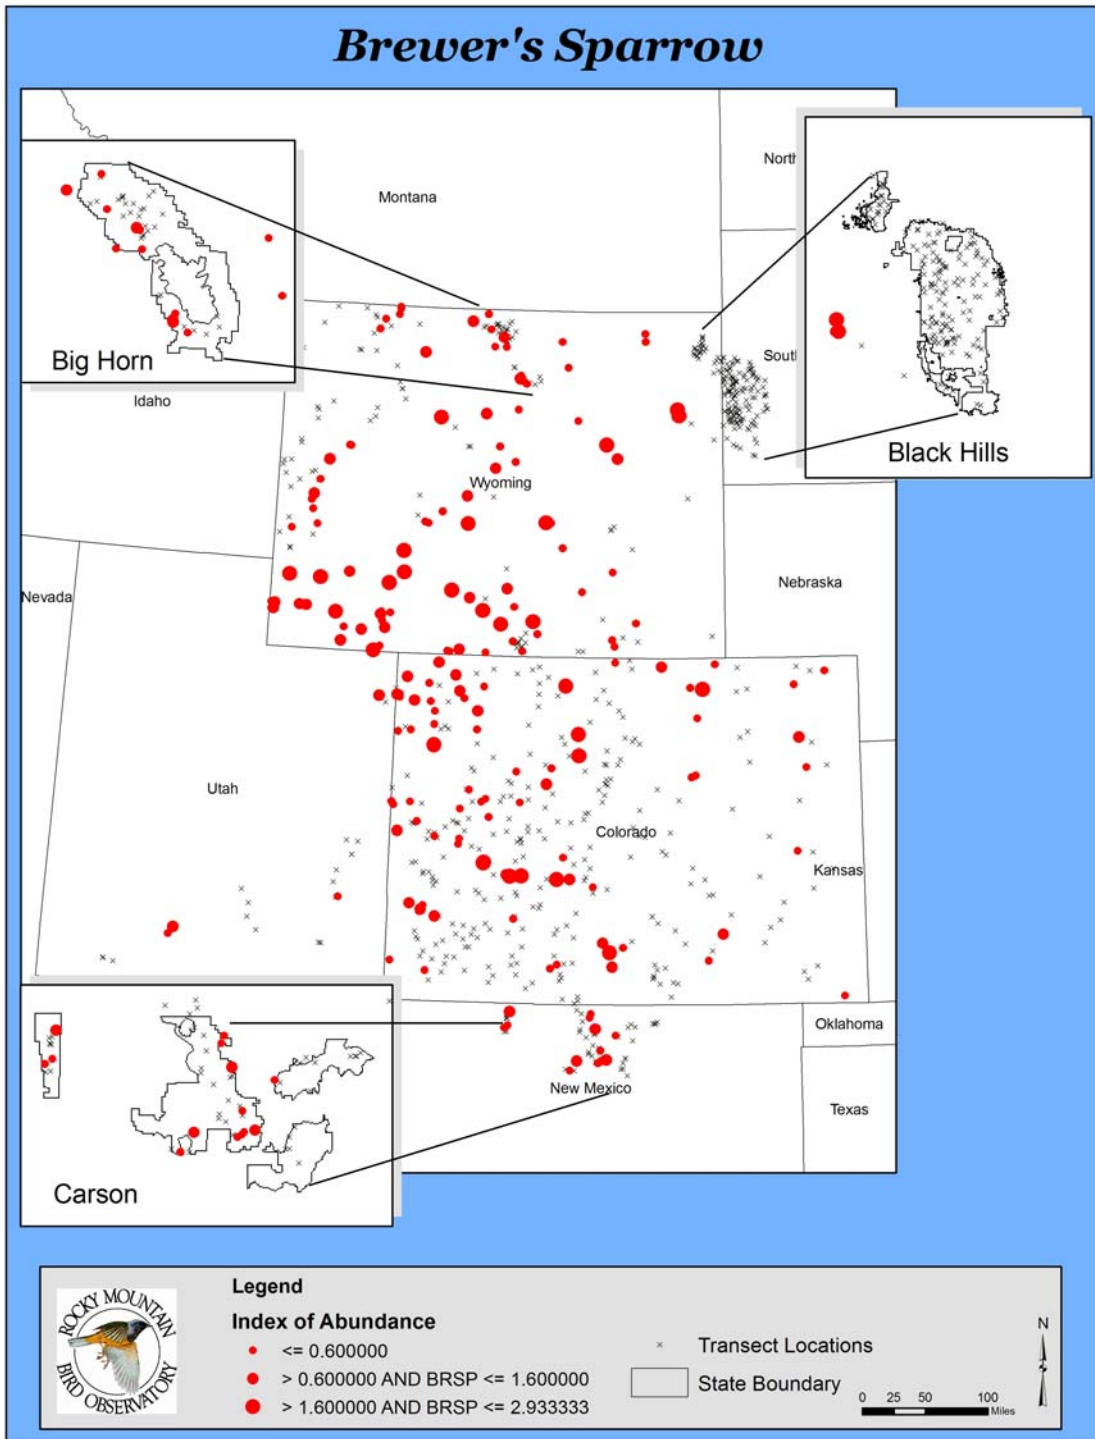 Brewer's Sparrow
North
Montana
Big Horn
Idaho
South
Black Hills
Wyoming
Nebraska
Nevada
Utah
Colorado
Kansas
Oklahoma
New Mexico
Texas
Carson
Legend
Index of Abundance
<= 0.600000
> 0.600000 AND BRSP <= 1.600000
> 1.600000 AND BRSP <= 2.933333
Transect Locations
State Boundary
N
0 25 50 100
Miles
ROCKY MOUNTAIN
BIRD OBSERVATORY